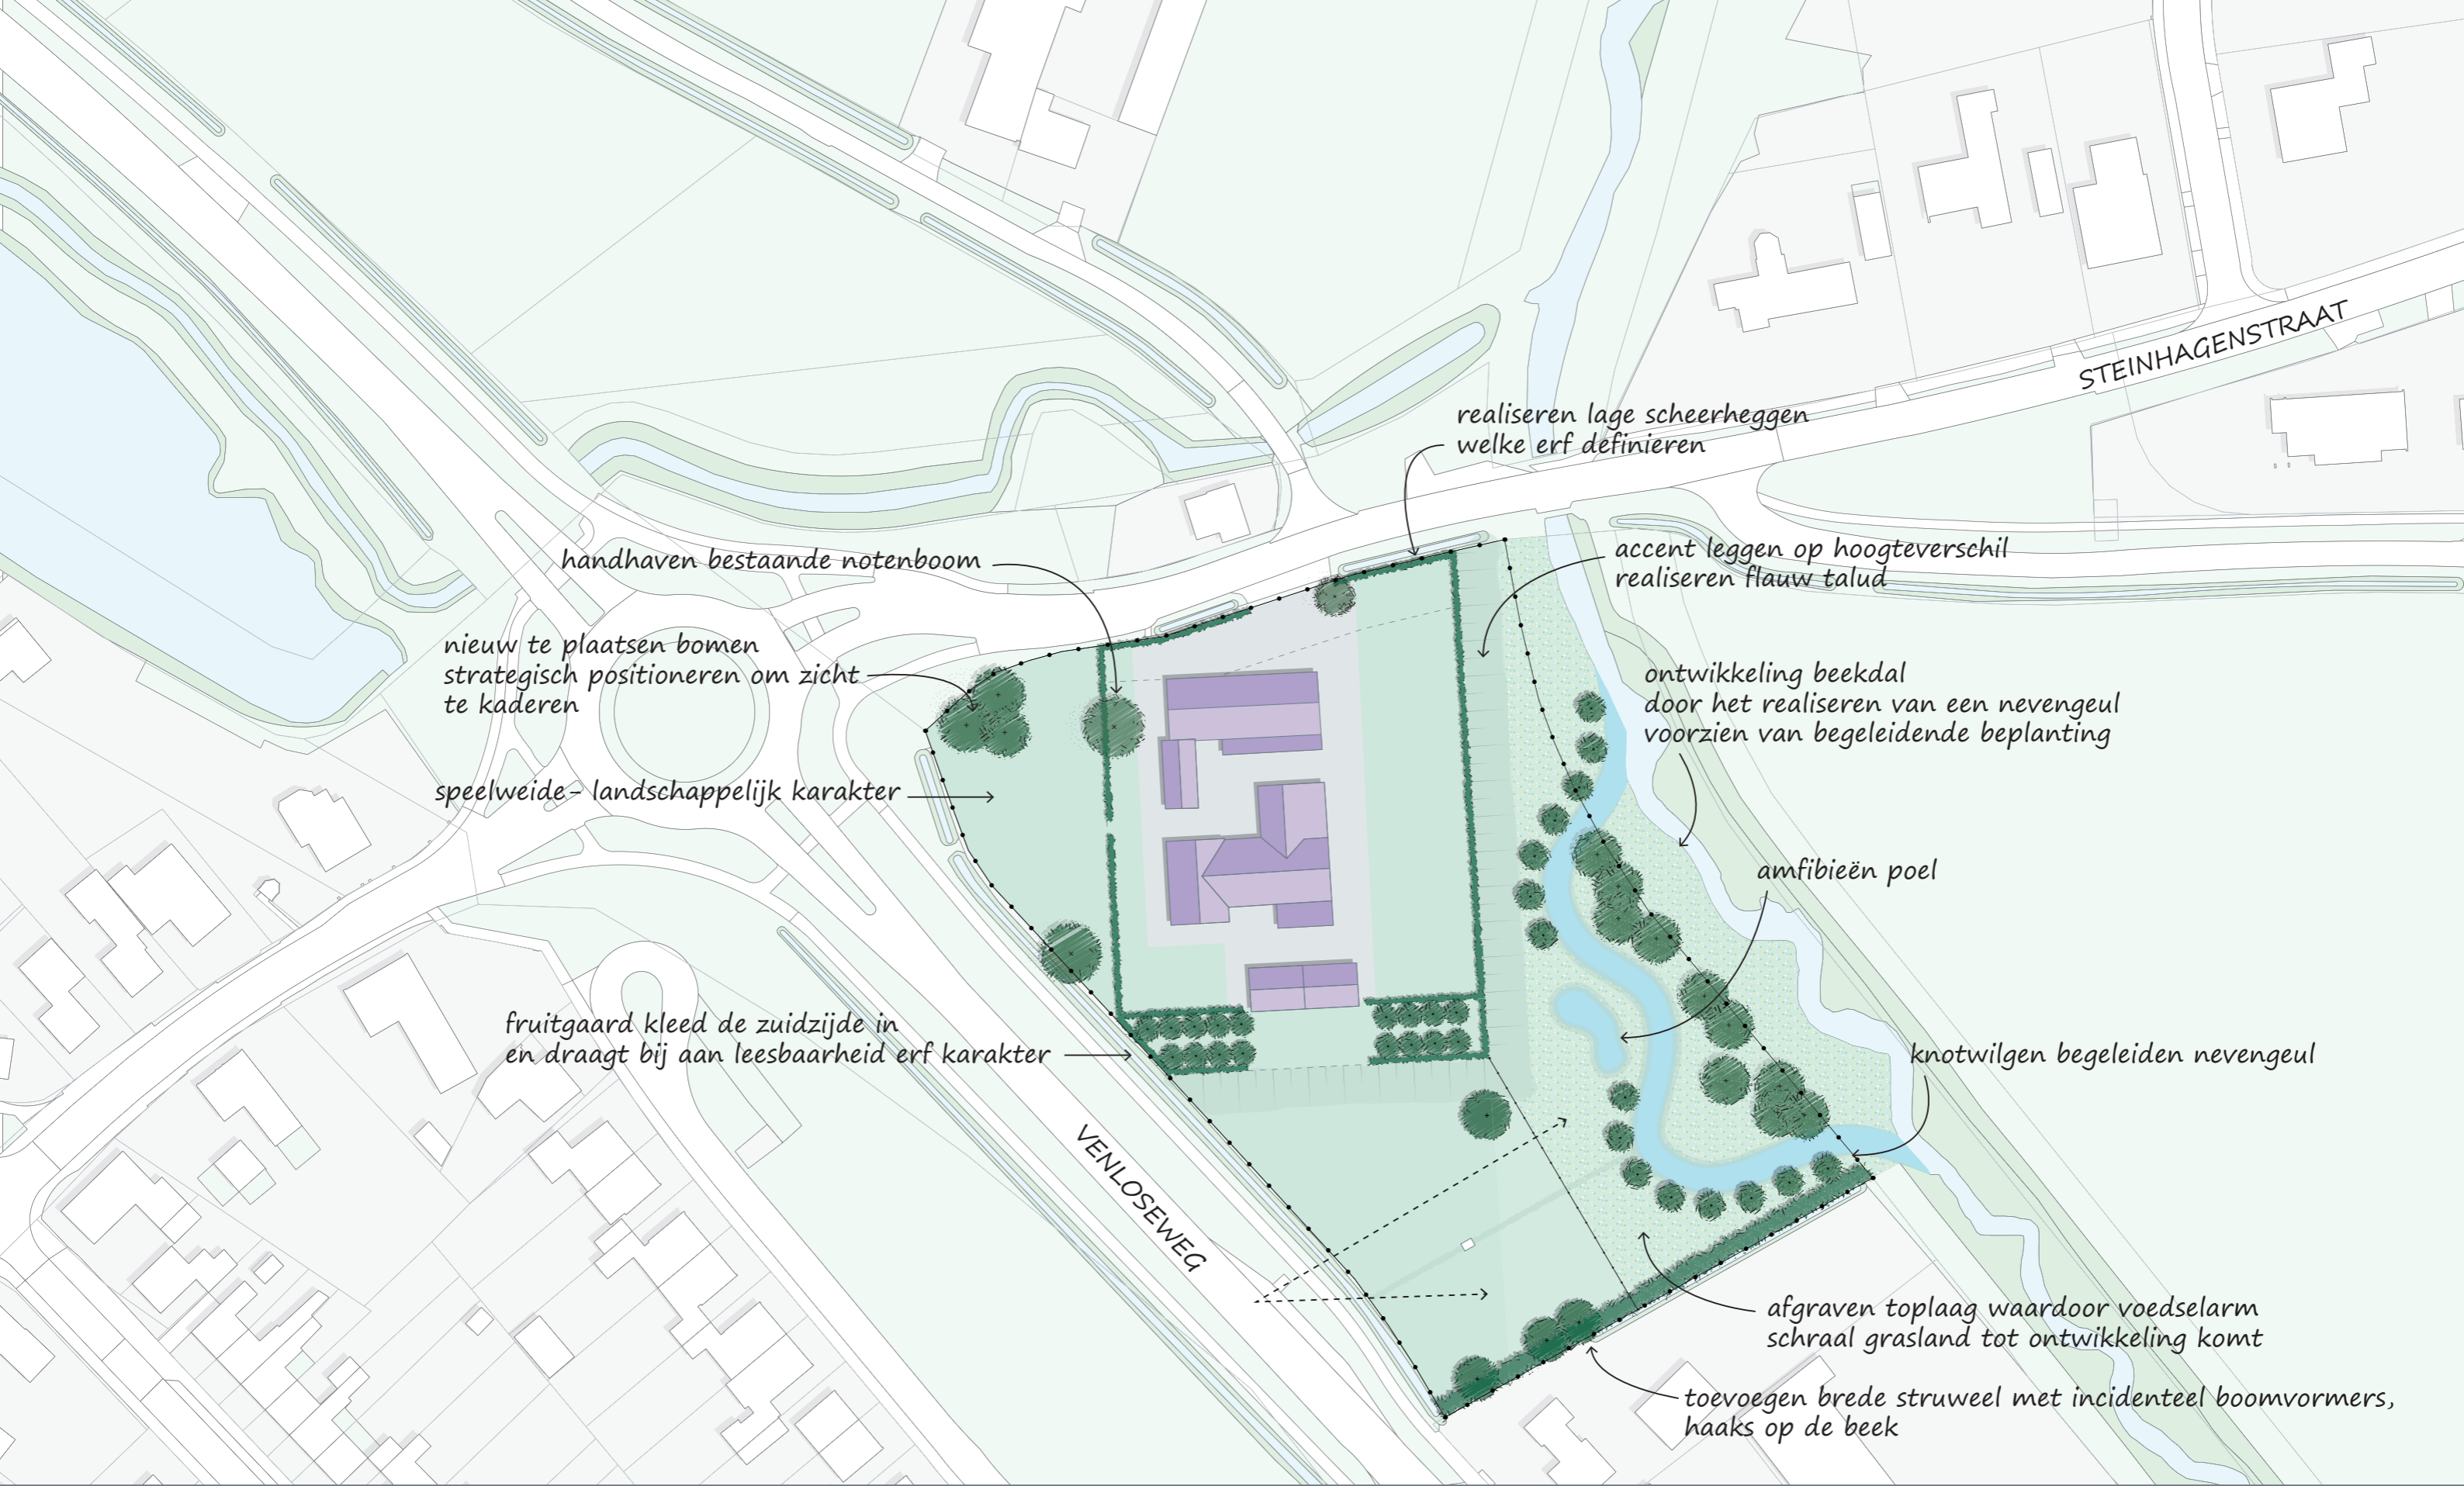 STEINHAGENSTRAAT
realiseren lage scheerheggen
welke erf definieren
handhaven bestaande notenboom
accent leggen op hoogteverschil
realiseren flauw talud
nieuw te plaatsen bomen
strategisch positioneren om zicht
te kaderen
ontwikkeling beekdal
door het realiseren van een nevengeul
voorzien van begeleidende beplanting
speelweide- landschappelijk karakter
amfibieën poel
fruitgaard kleed de zuidzijde in
en draagt bij aan leesbaarheid erf karakter
knotwilgen begeleiden nevengeul
VENLOSEWEG
afgraven toplaag waardoor voedselarm
schraal grasland tot ontwikkeling komt
toevoegen brede struweel met incidenteel boomvormers,
haaks op de beek